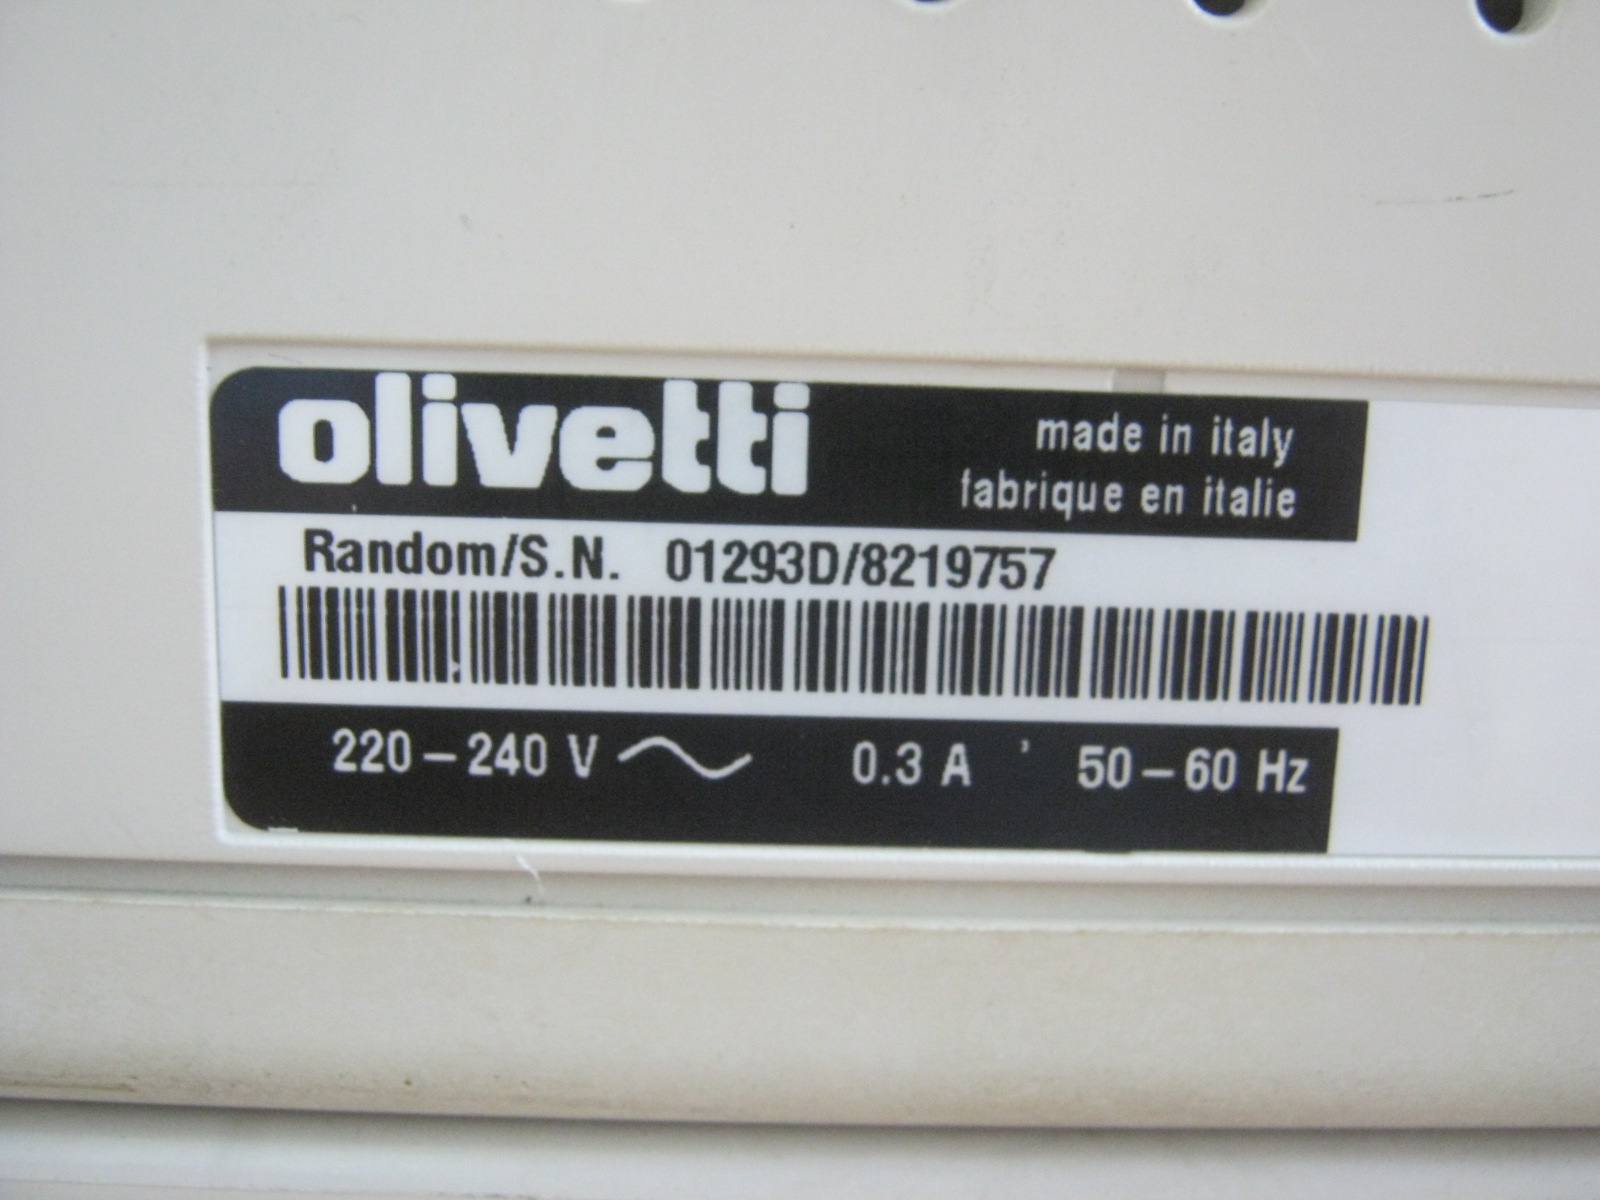 olivetti
made in italy
fabrique en italie
Random/S.N. 01293D/8219757
220-240 V ~ 0.3 A ' 50-60 Hz